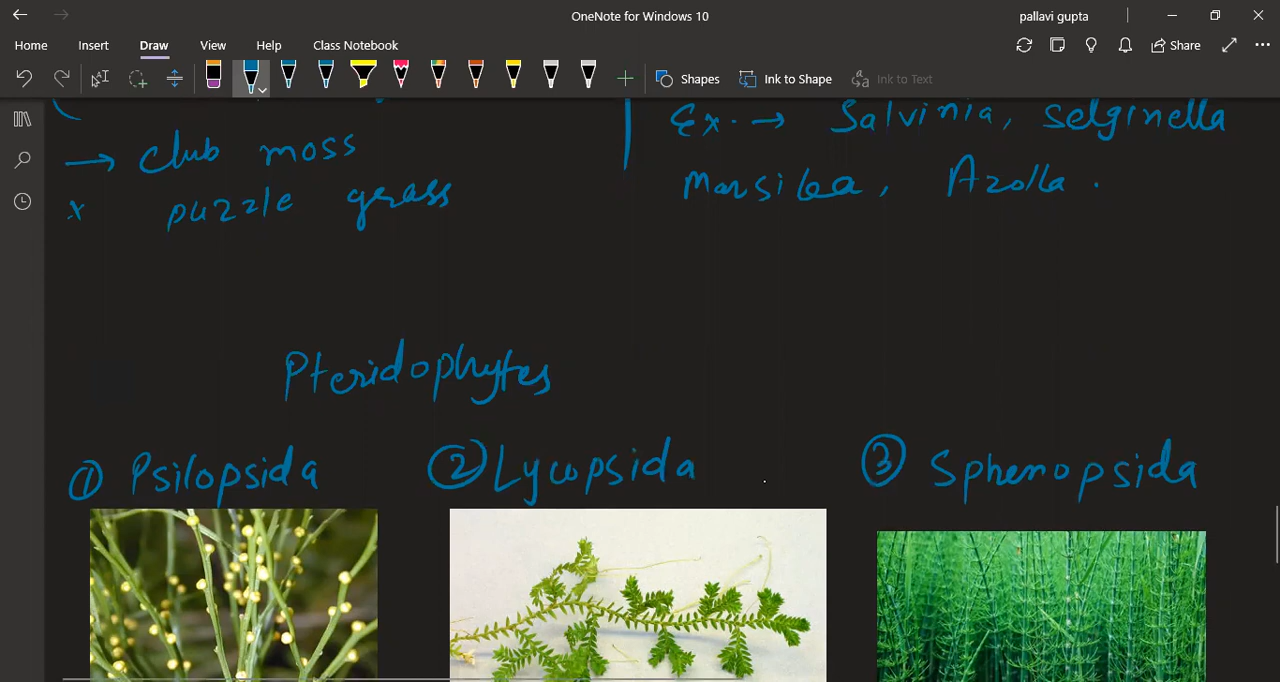 OneNote for Windows 10
pallavi gupta
Home Insert Draw View Help Class Notebook
Share
Shapes Ink to Shape Ink to Text
→ club moss
x puzzle grass
Ex. → Salvinia, Selginella
Marsilea, Azolla.
Pteridophytes
① Psilopsida ② Lycopsida ③ Sphenopsida